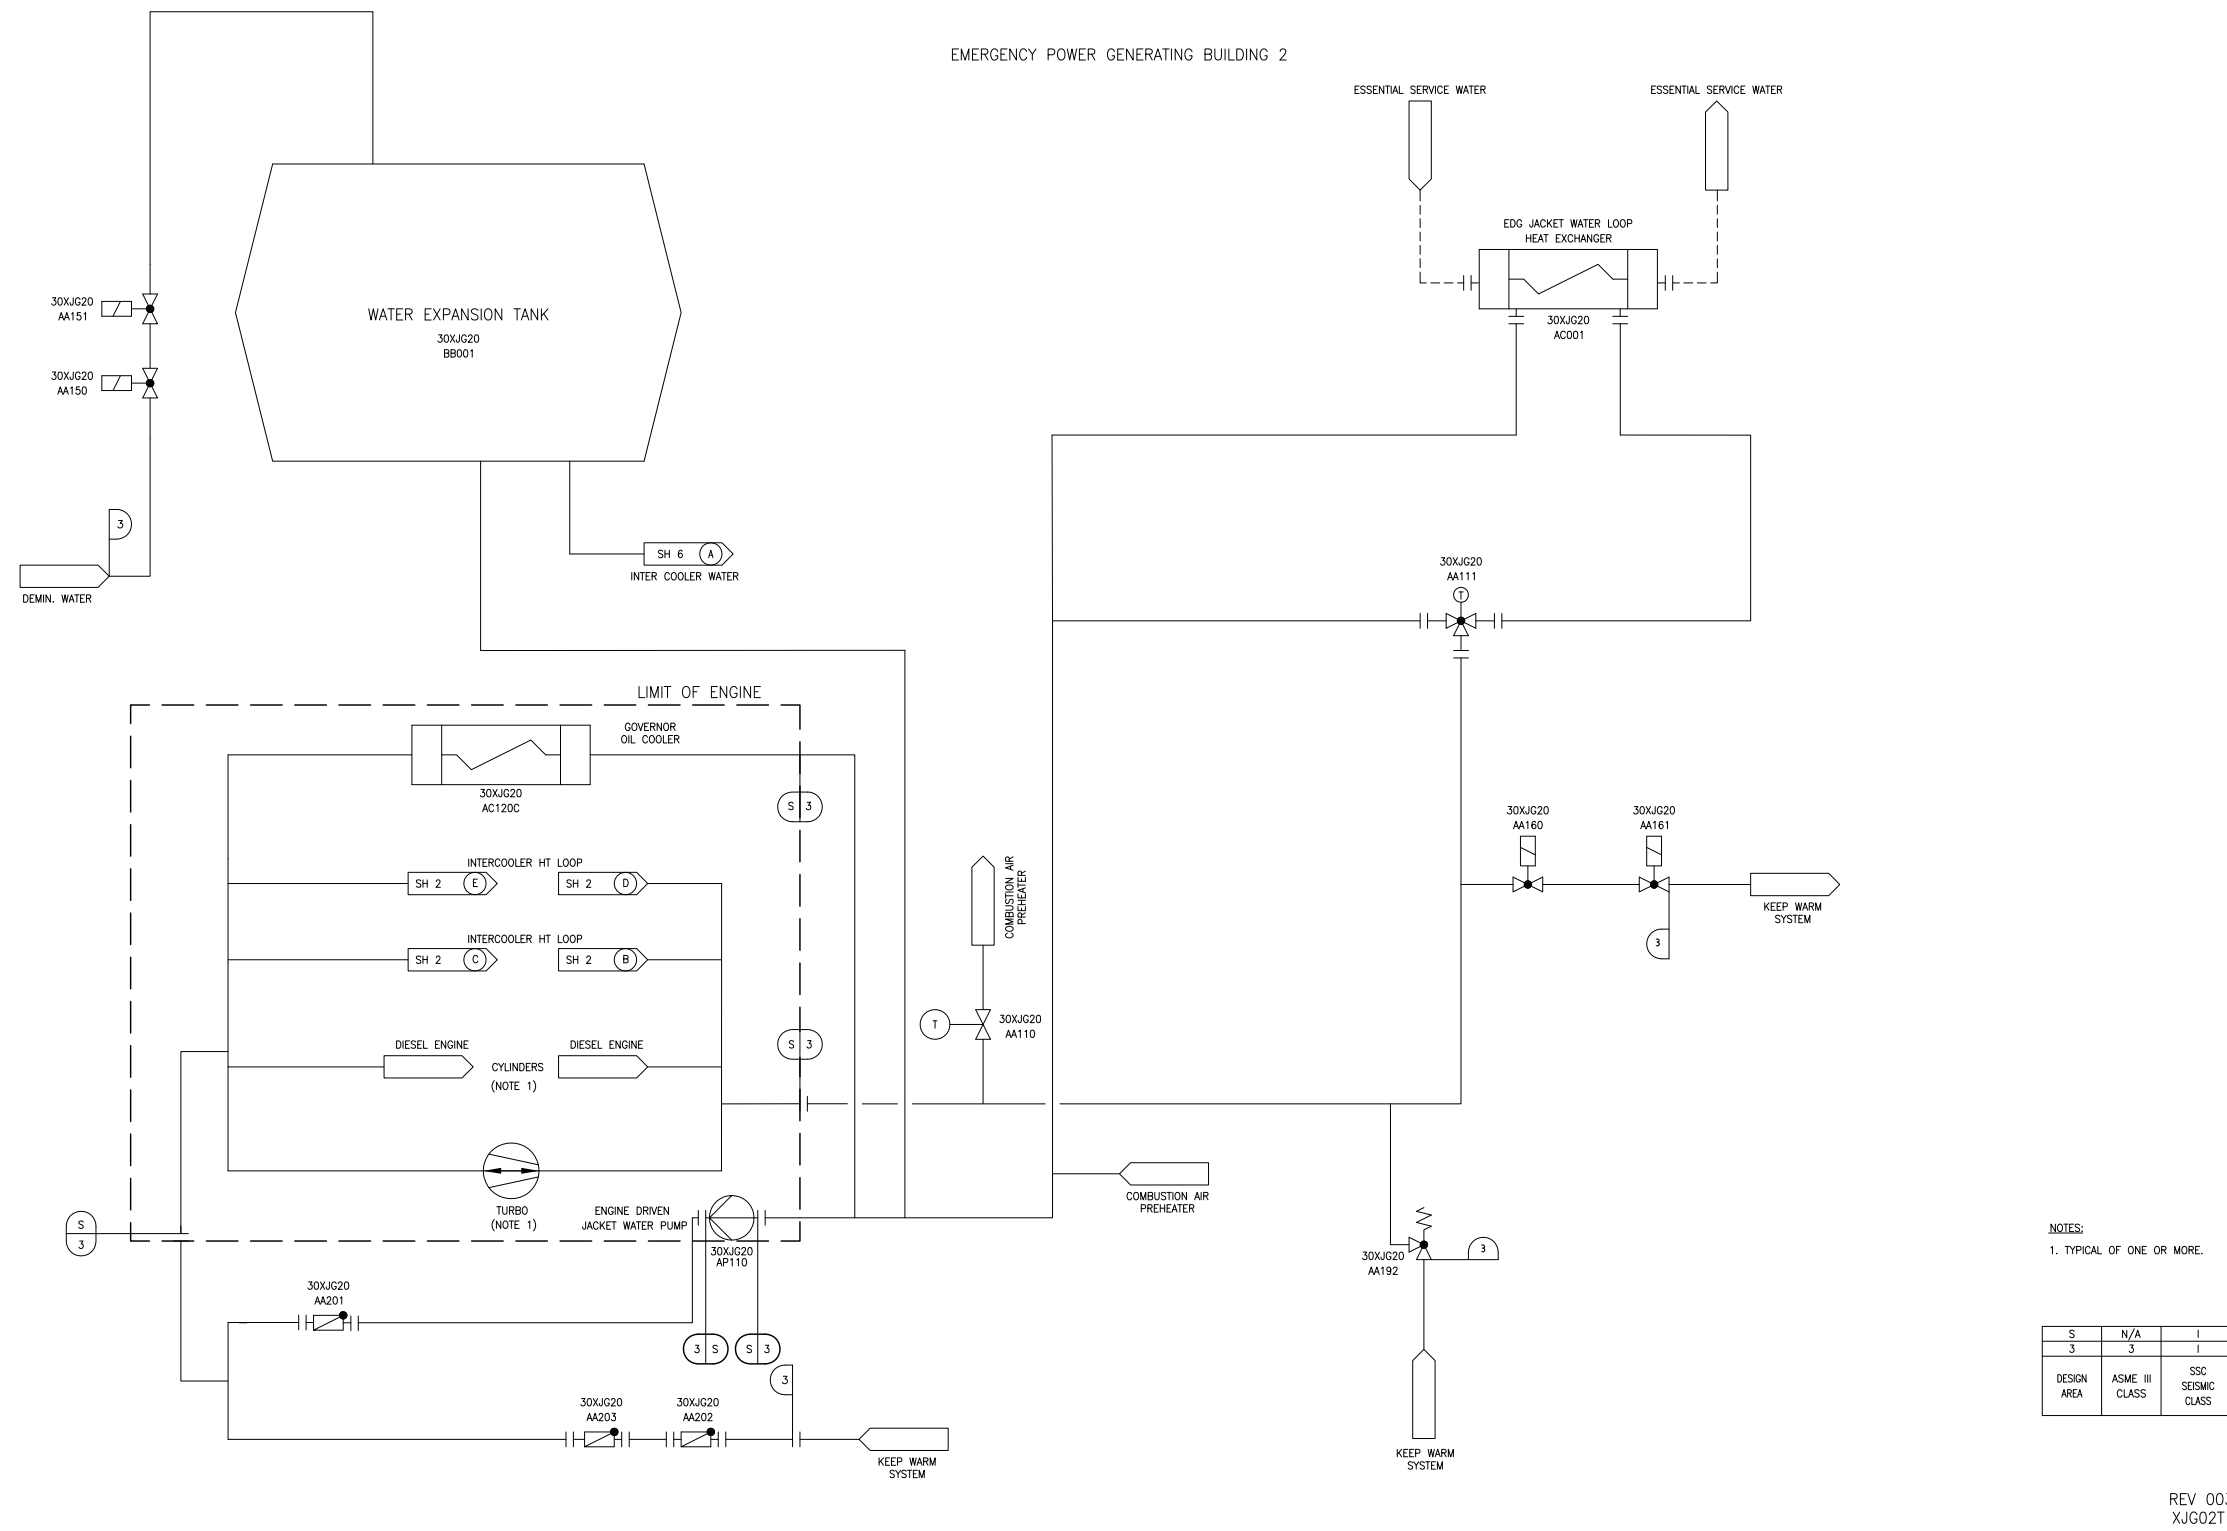 EMERGENCY POWER GENERATING BUILDING 2
ESSENTIAL SERVICE WATER
ESSENTIAL SERVICE WATER
EDG JACKET WATER LOOP
HEAT EXCHANGER
30XJG20
AC001
30XJG20
AA151
30XJG20
AA150
WATER EXPANSION TANK
30XJG20
BB001
3
DEMIN. WATER
SH 6 A
INTER COOLER WATER
30XJG20
AA111
T
LIMIT OF ENGINE
GOVERNOR
OIL COOLER
30XJG20
AC120C
S 3
INTERCOOLER HT LOOP
SH 2 E
SH 2 D
INTERCOOLER HT LOOP
SH 2 C
SH 2 B
DIESEL ENGINE
DIESEL ENGINE
CYLINDERS
(NOTE 1)
S 3
COMBUSTION AIR
PREHEATER
T
30XJG20
AA110
30XJG20
AA160
30XJG20
AA161
KEEP WARM
SYSTEM
3
TURBO
(NOTE 1)
ENGINE DRIVEN
JACKET WATER PUMP
30XJG20
AP110
COMBUSTION AIR
PREHEATER
S
3
30XJG20
AA192
3
30XJG20
AA201
3 S
S 3
3
30XJG20
AA203
30XJG20
AA202
KEEP WARM
SYSTEM
KEEP WARM
SYSTEM
NOTES:
1. TYPICAL OF ONE OR MORE.
S N/A I
3 3 I
DESIGN
AREA
ASME III
CLASS
SSC
SEISMIC
CLASS
REV
XJG02T